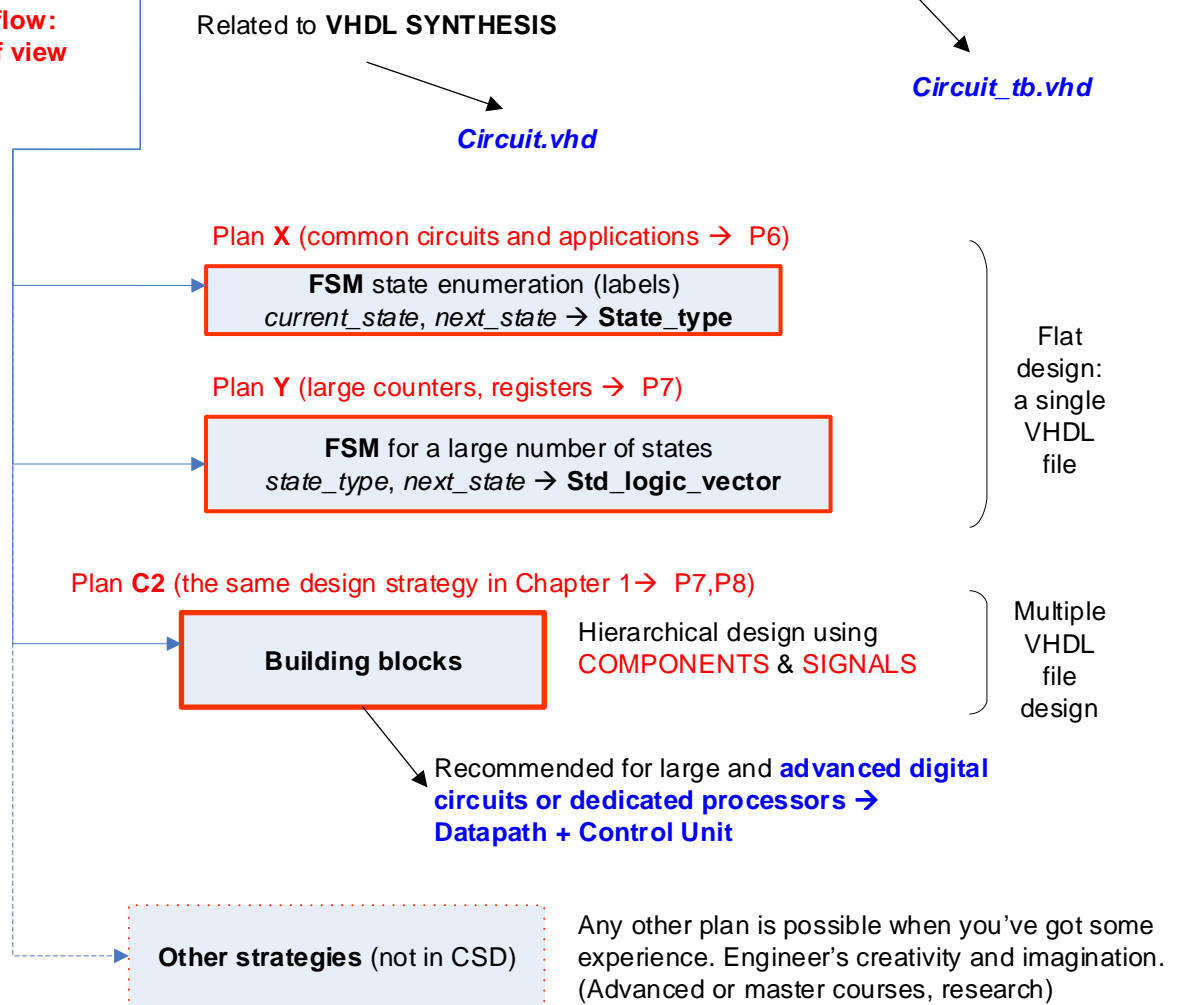 flow:
f view
Related to VHDL SYNTHESIS
Circuit_tb.vhd
Circuit.vhd
Plan X (common circuits and applications → P6)
FSM state enumeration (labels)
current_state, next_state → State_type
Plan Y (large counters, registers → P7)
FSM for a large number of states
state_type, next_state → Std_logic_vector
Flat
design:
a single
VHDL
file
Plan C2 (the same design strategy in Chapter 1→ P7,P8)
Building blocks
Hierarchical design using
COMPONENTS & SIGNALS
Multiple
VHDL
file
design
Recommended for large and advanced digital
circuits or dedicated processors →
Datapath + Control Unit
Other strategies (not in CSD)
Any other plan is possible when you've got some
experience. Engineer's creativity and imagination.
(Advanced or master courses, research)